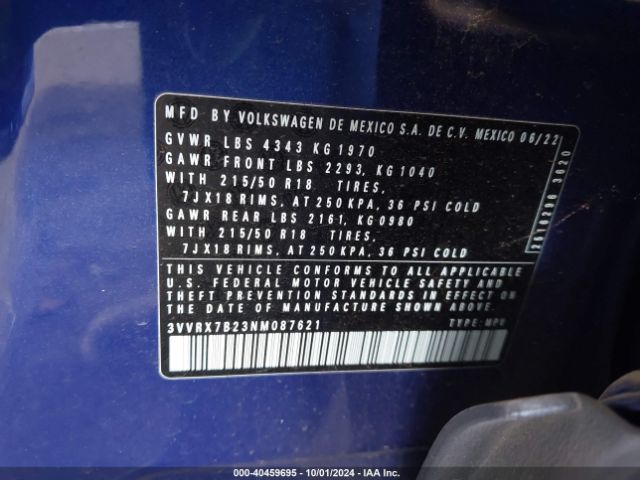 MFD BY VOLKSWAGEN DE MEXICO S.A. DE C.V. MEXICO 06/22
GVWR LBS 4343 KG 1970
GAWR FRONT LBS 2293, KG 1040
WITH 215/50 R18 TIRES,
7JX18 RIMS, AT 250 KPA, 36 PSI COLD
GAWR REAR LBS 2161, KG 0980
WITH 215/50 R18 TIRES,
7JX18 RIMS, AT 250 KPA, 36 PSI COLD
THIS VEHICLE CONFORMS TO ALL APPLICABLE
U.S. FEDERAL MOTOR VEHICLE SAFETY AND
THEFT PREVENTION STANDARDS IN EFFECT ON
THE DATE OF MANUFACTURE SHOWN ABOVE.
3VVRX7B23NM087621 TYPE: MPV
3620
002-40459695 - 10/01/2024 - IAA Inc.